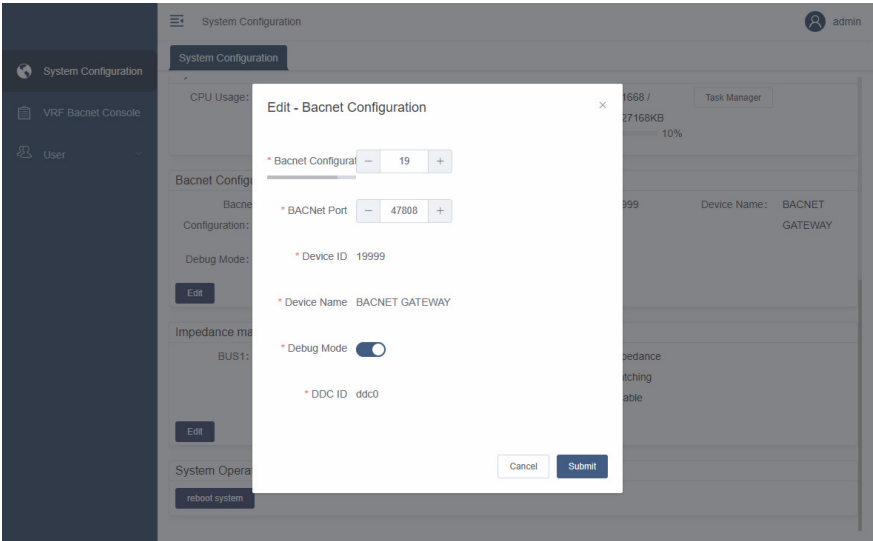 System Configuration
admin
System Configuration
System Configuration
VRF Bacnet Console
User
CPU Usage:
1668 /
27168KB
10%
Task Manager
Bacnet Configu
Bacne
Configuration:
999
Device Name:
BACNET
GATEWAY
Debug Mode:
Edit
Impedance ma
BUS1:
pedance
tching
able
Edit
System Opera
reboot system
Edit - Bacnet Configuration
×
* Bacnet Configurat
− 19 +
* BACNet Port
− 47808 +
* Device ID 19999
* Device Name BACNET GATEWAY
* Debug Mode
* DDC ID ddc0
Cancel
Submit